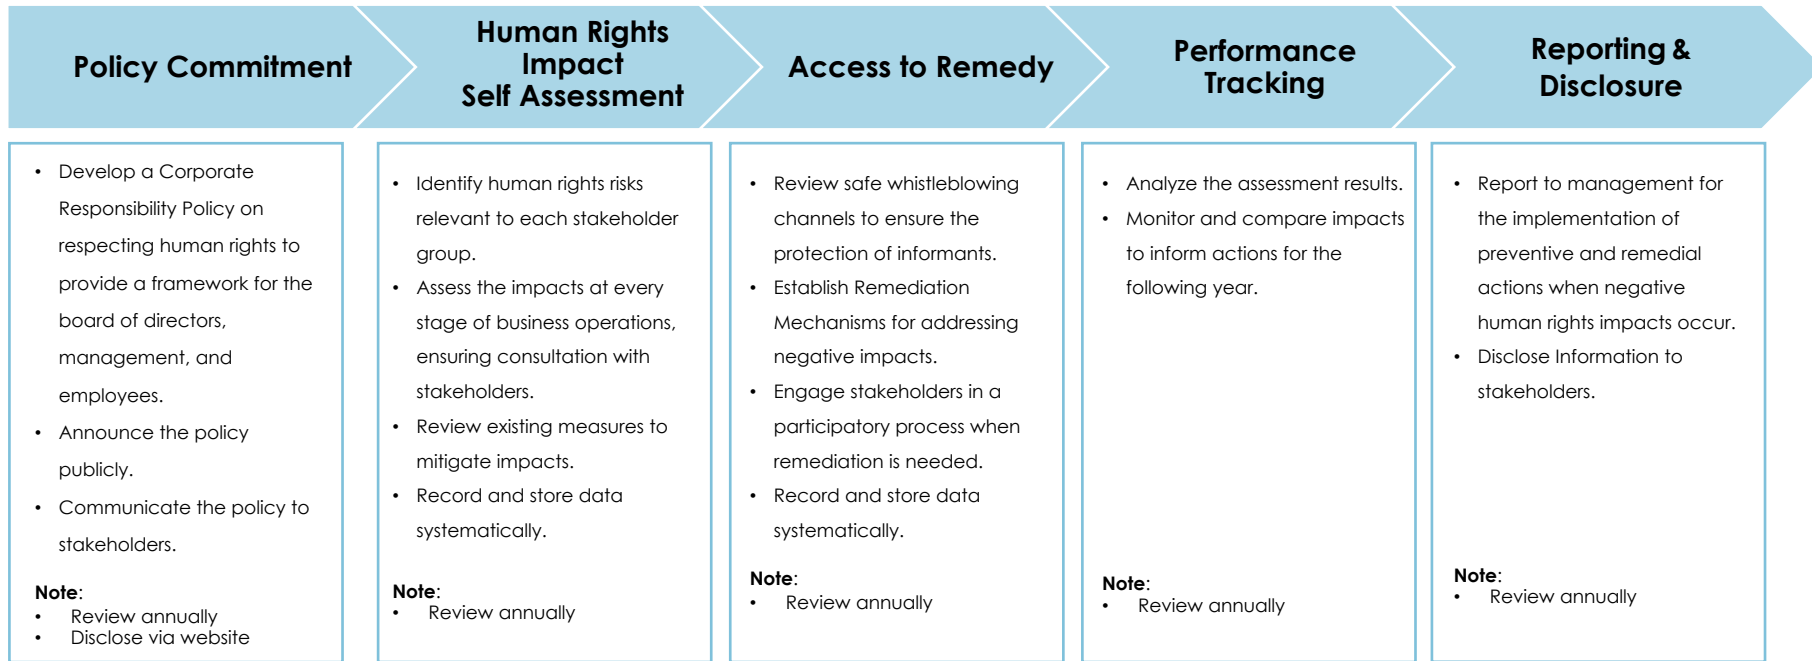 Policy Commitment
Human Rights
Impact
Self Assessment
Access to Remedy
Performance
Tracking
Reporting &
Disclosure
• Develop a Corporate
Responsibility Policy on
respecting human rights to
provide a framework for the
board of directors,
management, and
employees.
• Announce the policy
publicly.
• Communicate the policy to
stakeholders.
Note:
• Review annually
• Disclose via website
• Identify human rights risks
relevant to each stakeholder
group.
• Assess the impacts at every
stage of business operations,
ensuring consultation with
stakeholders.
• Review existing measures to
mitigate impacts.
• Record and store data
systematically.
Note:
• Review annually
• Review safe whistleblowing
channels to ensure the
protection of informants.
• Establish Remediation
Mechanisms for addressing
negative impacts.
• Engage stakeholders in a
participatory process when
remediation is needed.
• Record and store data
systematically.
Note:
• Review annually
• Analyze the assessment results.
• Monitor and compare impacts
to inform actions for the
following year.
Note:
• Review annually
• Report to management for
the implementation of
preventive and remedial
actions when negative
human rights impacts occur.
• Disclose Information to
stakeholders.
Note:
• Review annually